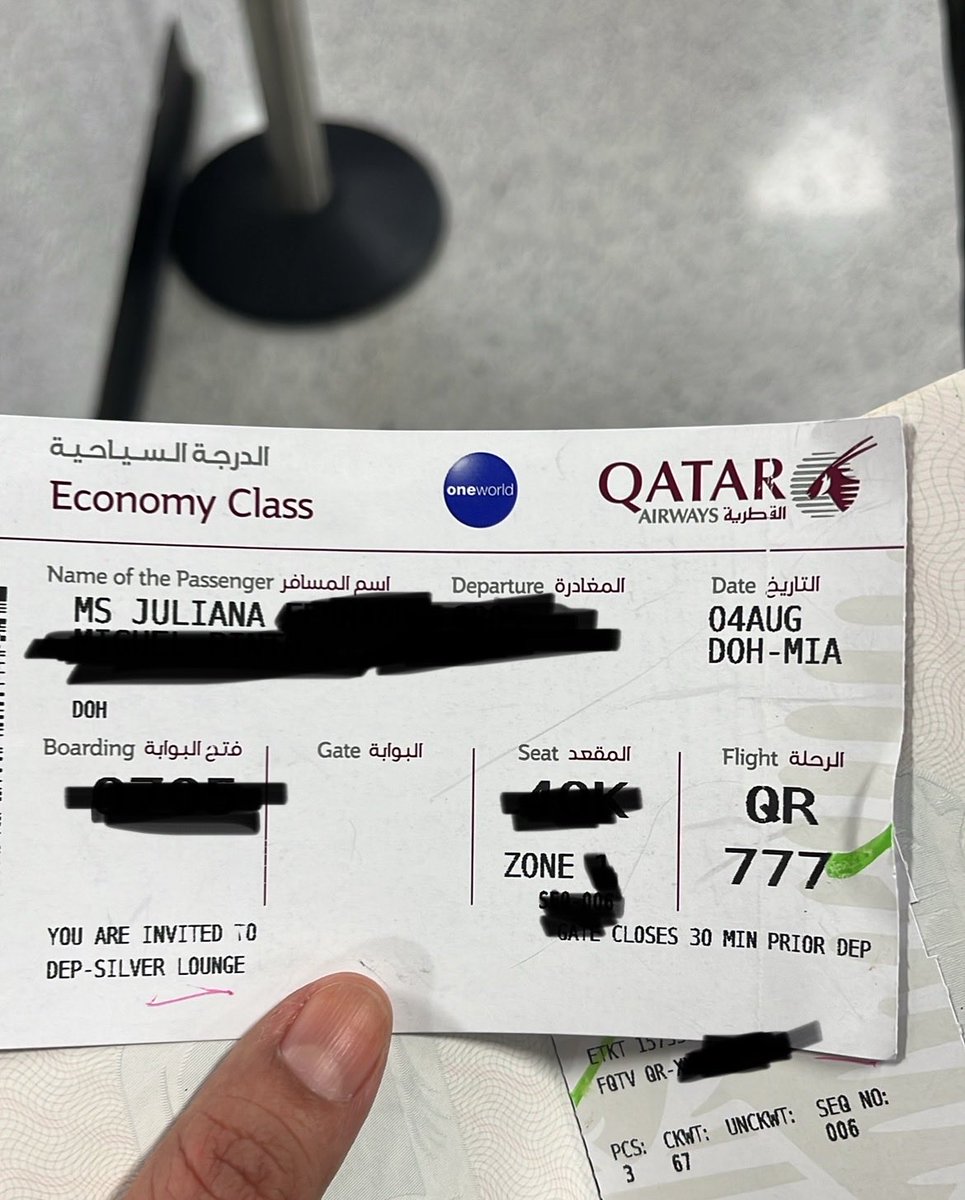 الدرجة السياحية
Economy Class
oneworld
QATAR
AIRWAYS القطرية
Name of the Passenger اسم المسافر
Departure المغادرة
Date التاريخ
MS JULIANA
04AUG
DOH-MIA
DOH
Boarding فتح البوابة
Gate البوابة
Seat المقعد
Flight الرحلة
QR
777
ZONE
YOU ARE INVITED TO
DEP-SILVER LOUNGE
GATE CLOSES 30 MIN PRIOR DEP
ETKT
FQTV QR-
PCS: CKWT: UNCKWT: SEQ NO:
3 67 006